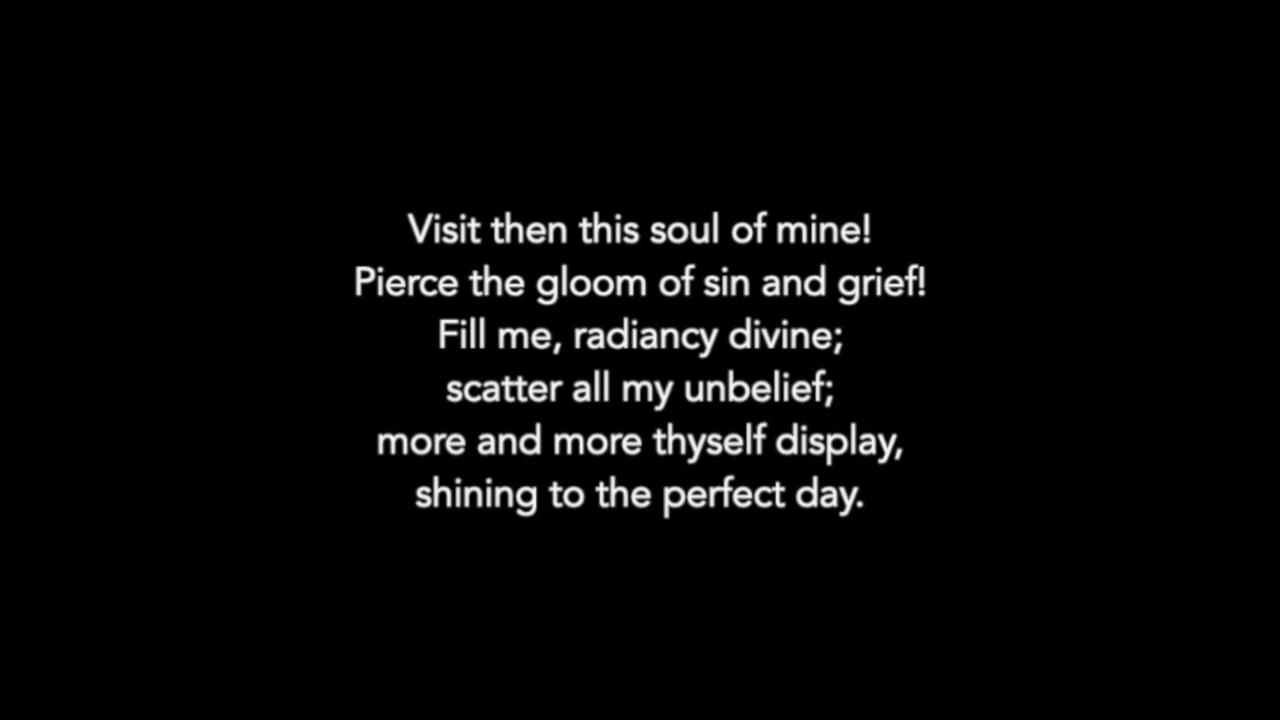 Visit then this soul of mine!
Pierce the gloom of sin and grief!
Fill me, radiancy divine;
scatter all my unbelief;
more and more thyself display,
shining to the perfect day.